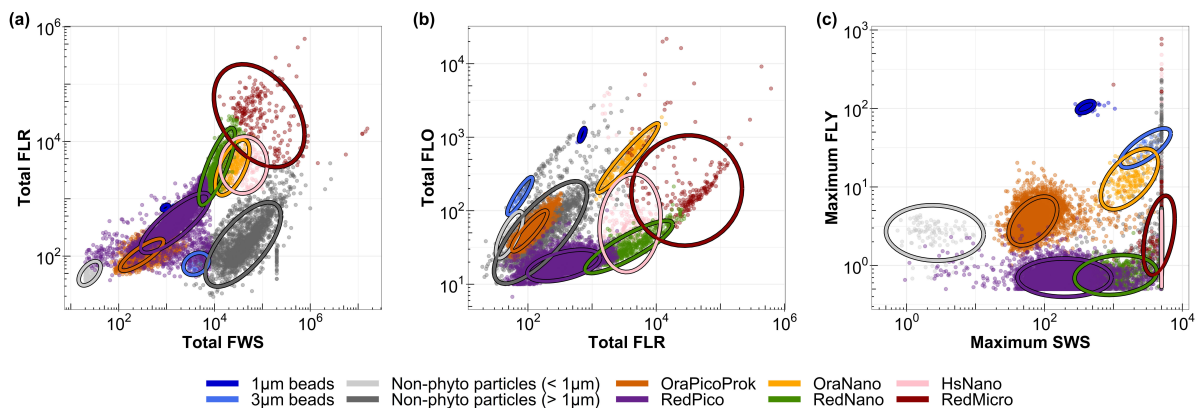 (a)
10^6
10^4
10^2
Total FLR
10^2
10^4
10^6
Total FWS
(b)
10^4
10^3
10^2
10^1
Total FLO
10^2
10^4
10^6
Total FLR
(c)
10^3
10^2
10^1
10^0
Maximum FLY
10^0
10^2
10^4
Maximum SWS
1µm beads
Non-phyto particles (< 1µm)
OraPicoProk
OraNano
HsNano
3µm beads
Non-phyto particles (> 1µm)
RedPico
RedNano
RedMicro